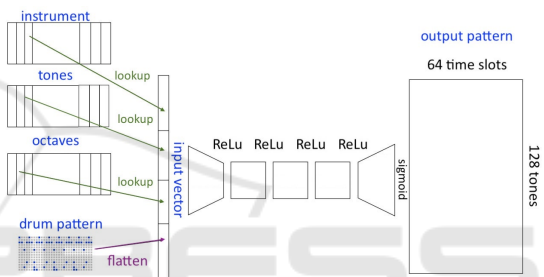 instrument
output pattern
64 time slots
tones
lookup
lookup
octaves
ReLu ReLu ReLu ReLu
input vector
sigmoid
128 tones
lookup
drum pattern
flatten